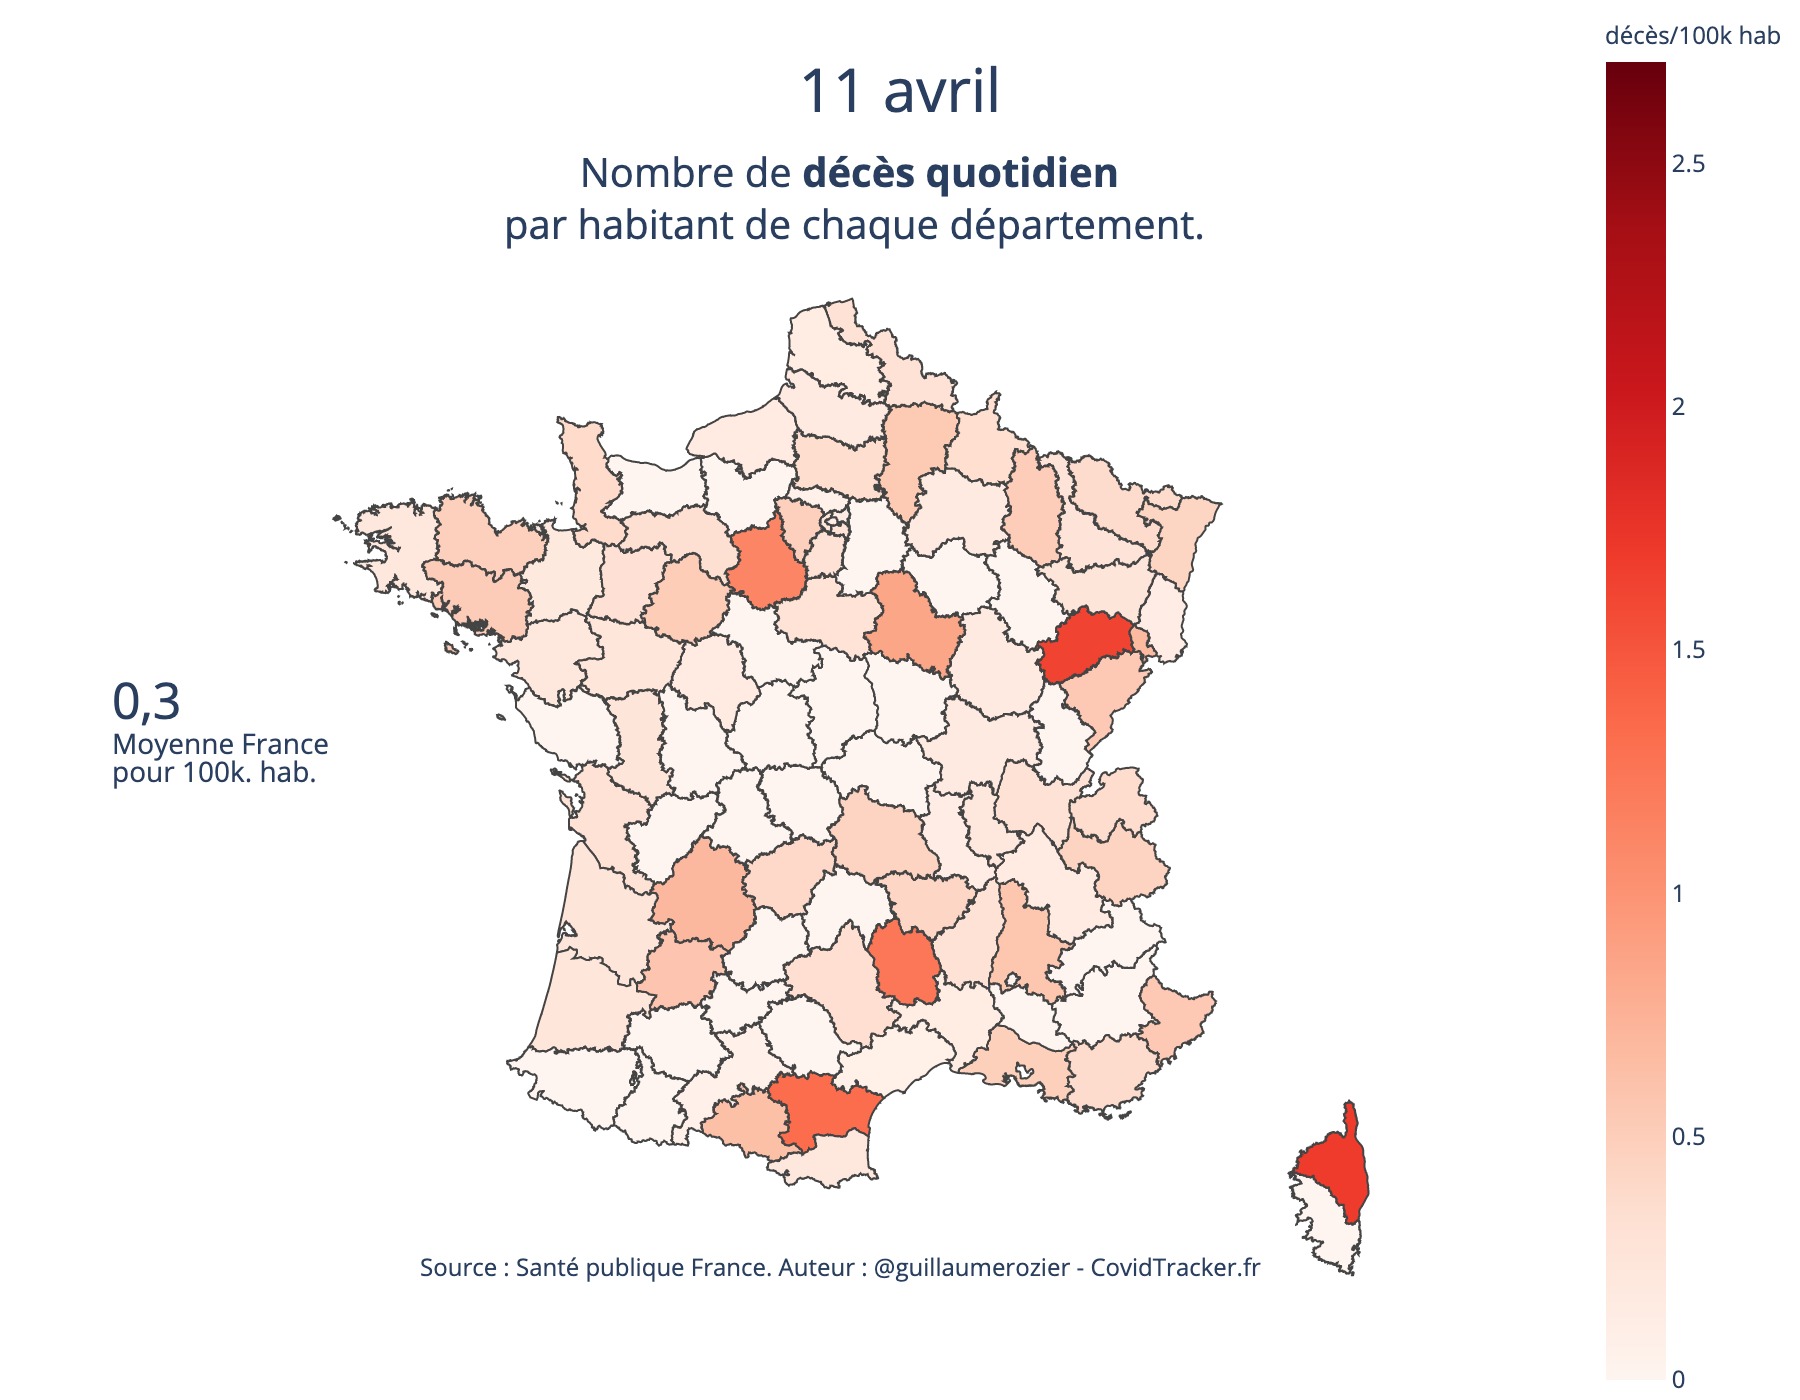 décès/100k hab
11 avril
Nombre de décès quotidien
par habitant de chaque département.
2.5
2
1.5
1
0.5
0
0,3
Moyenne France
pour 100k. hab.
Source : Santé publique France. Auteur : @guillaumerozier - CovidTracker.fr